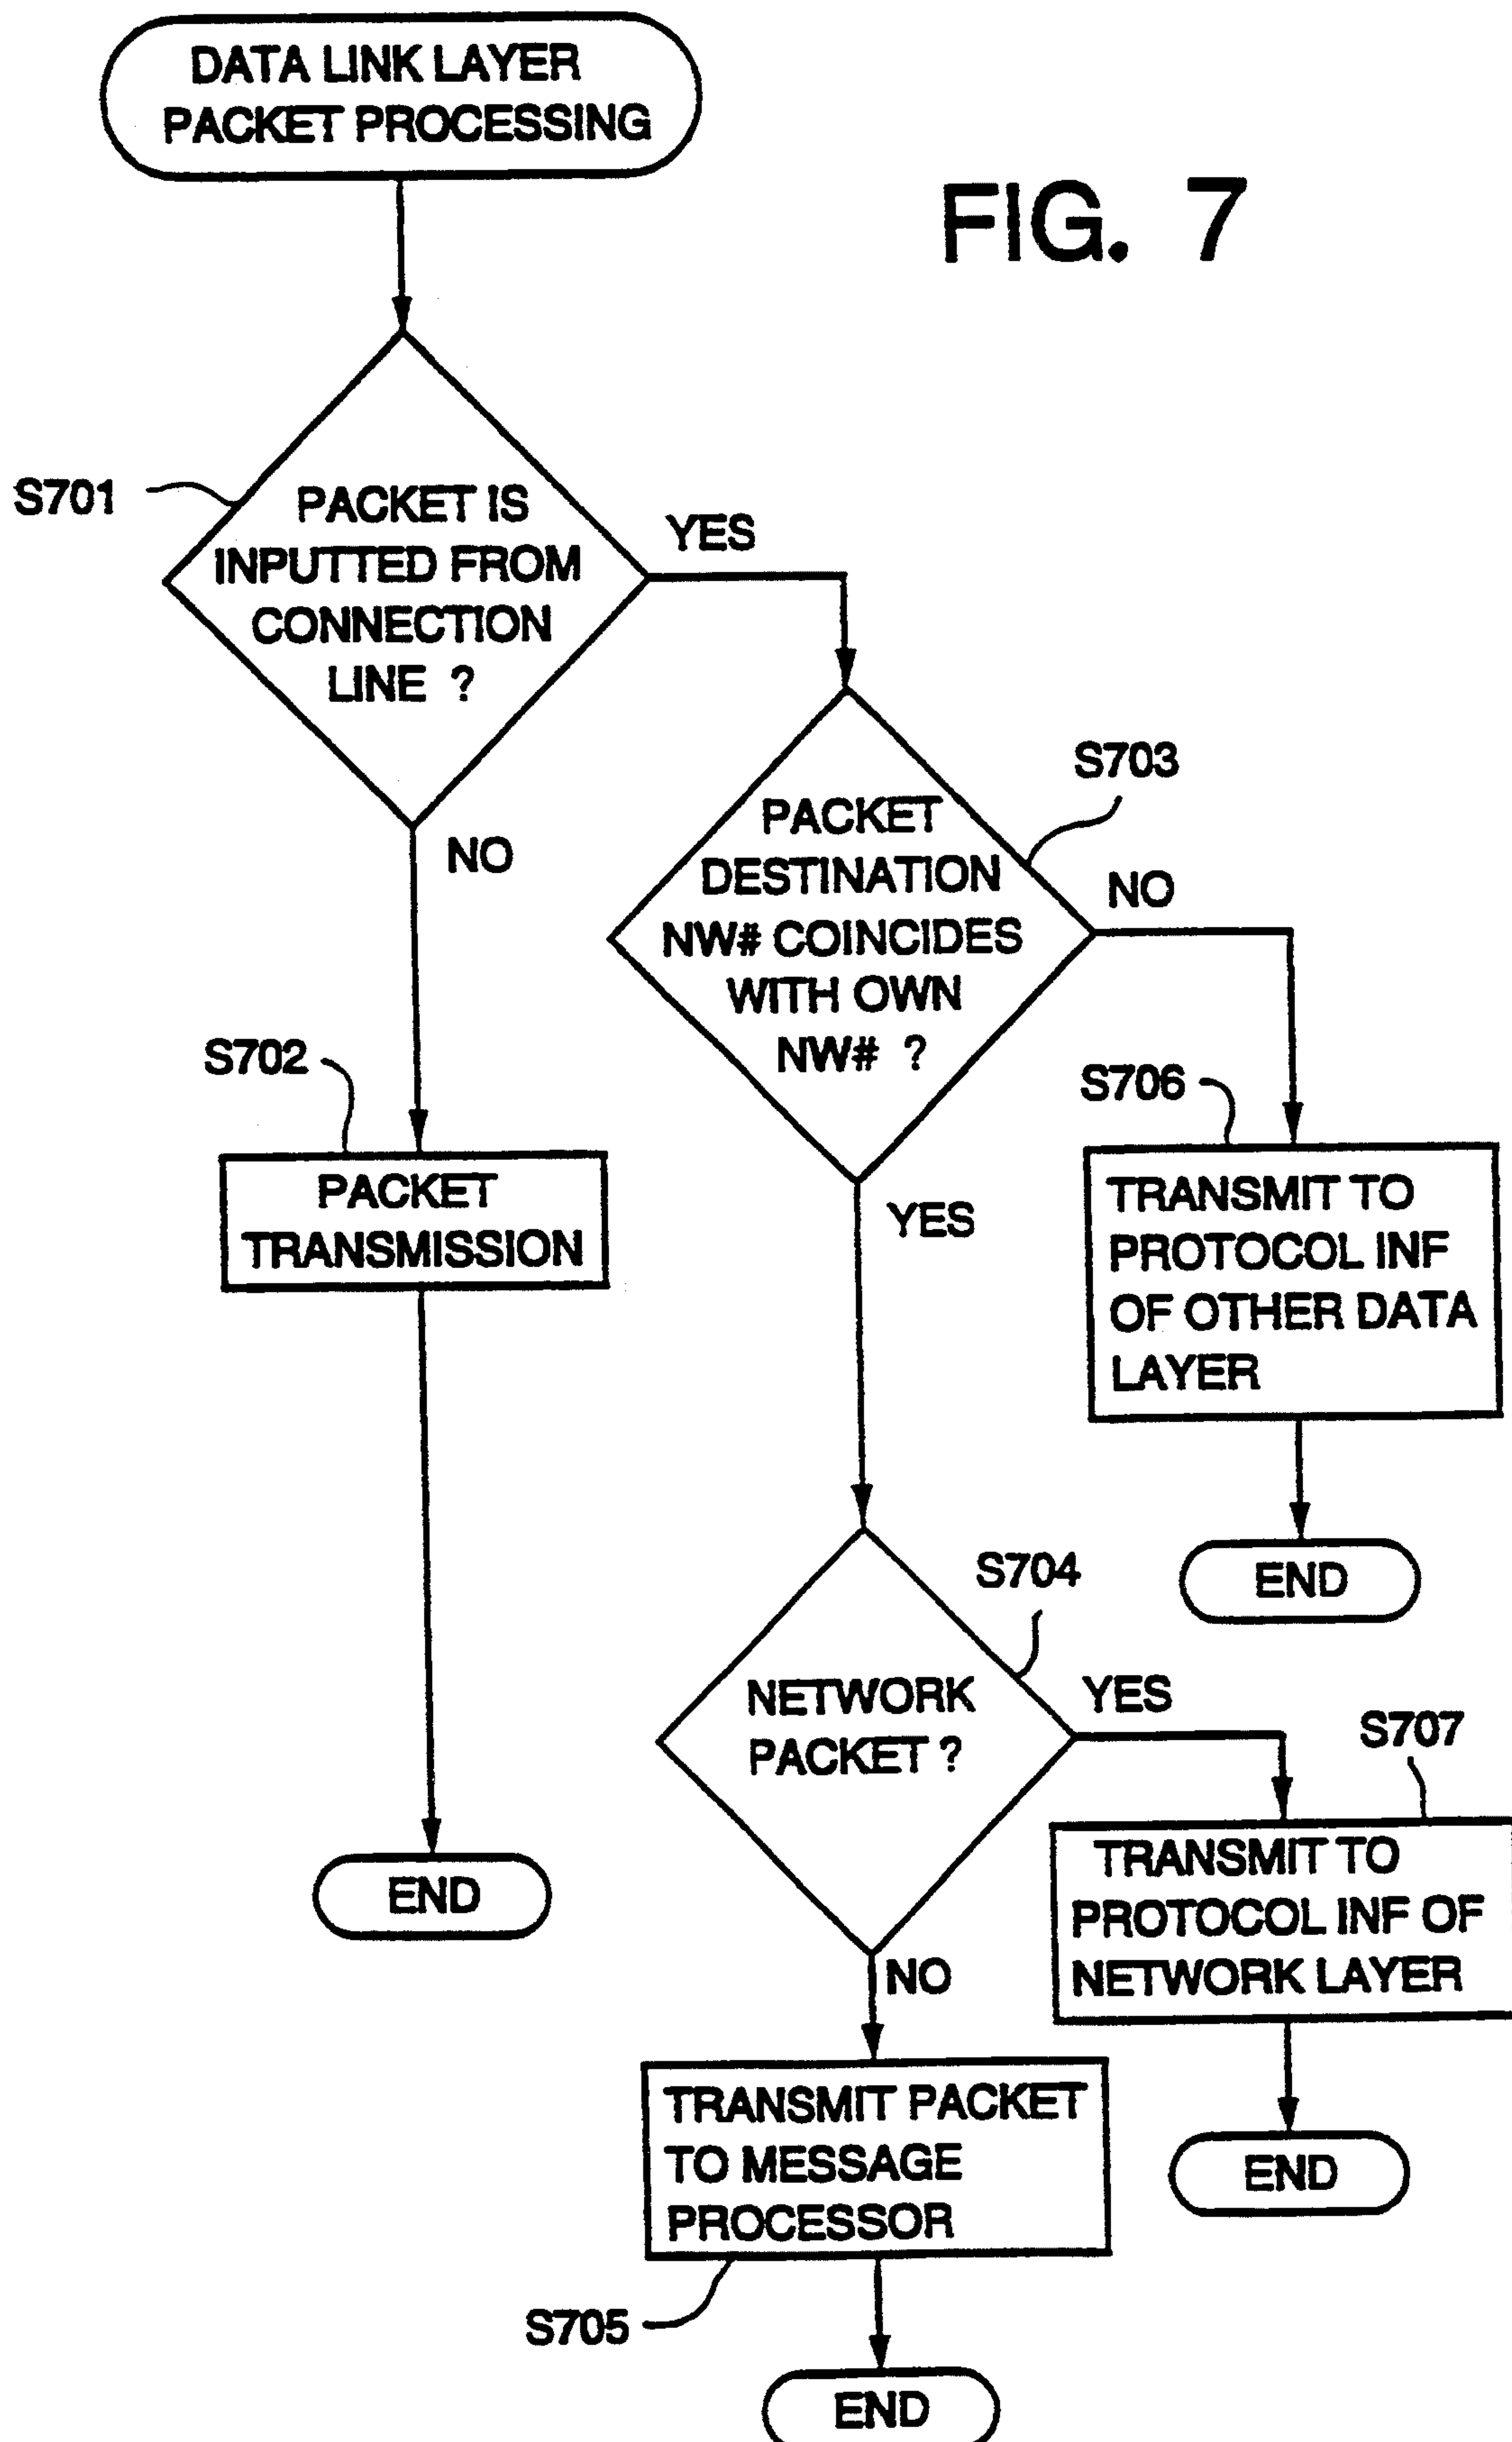 DATA LINK LAYER
PACKET PROCESSING
FIG. 7
S701
PACKET IS
INPUTTED FROM
CONNECTION
LINE ?
YES
NO
S703
PACKET
DESTINATION
NW# COINCIDES
WITH OWN
NW# ?
NO
YES
S702
PACKET
TRANSMISSION
END
S706
TRANSMIT TO
PROTOCOL INF
OF OTHER DATA
LAYER
END
S704
NETWORK
PACKET ?
YES
NO
S707
TRANSMIT TO
PROTOCOL INF OF
NETWORK LAYER
END
TRANSMIT PACKET
TO MESSAGE
PROCESSOR
S705
END